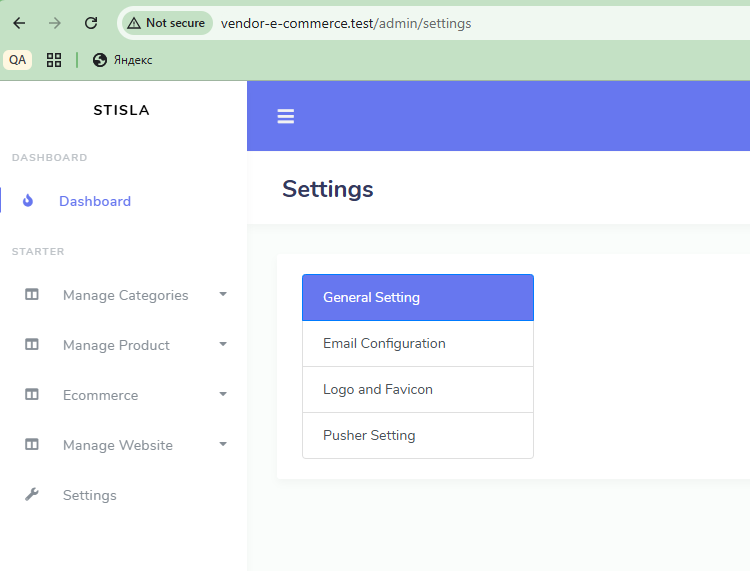 Not secure vendor-e-commerce.test/admin/settings
QA Яндекс
STISLA
DASHBOARD
Dashboard
STARTER
Manage Categories
Manage Product
Ecommerce
Manage Website
Settings
Settings
General Setting
Email Configuration
Logo and Favicon
Pusher Setting